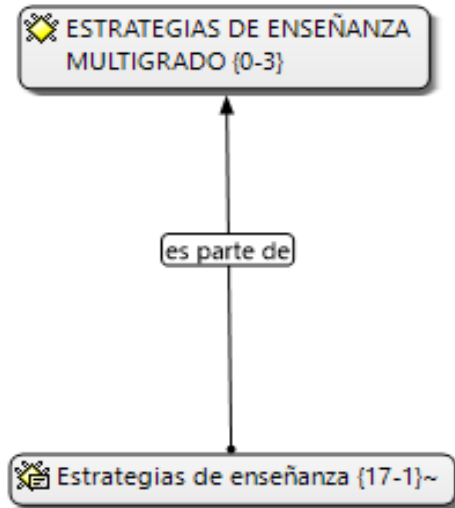 ESTRATEGIAS DE ENSEÑANZA
MULTIGRADO {0-3}
es parte de
Estrategias de enseñanza {17-1}~